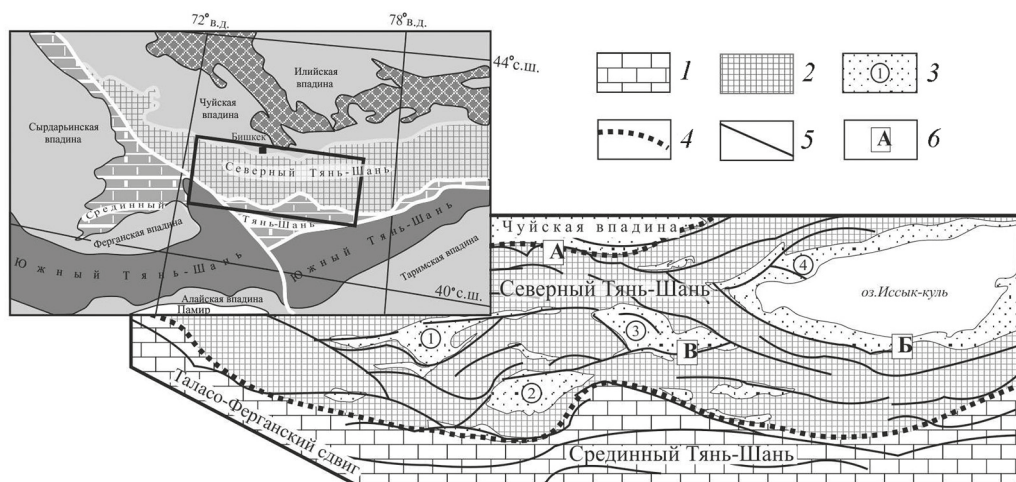 72° в.д.
78° в.д.
44° с.ш.
Илийская
впадина
Чуйская
впадина
Сырдарьинская
впадина
Бишкек
Северный Тянь-Шань
Срединный
Тянь-Шань
Ферганская впадина
Южный Тянь-Шань
Южный Тянь-Шань
Таримская впадина
Алайская впадина
Памир
40° с.ш.
1
2
1 3
4
5
А 6
Чуйская впадина
А
4
Северный Тянь-Шань
оз.Иссык-куль
1
3
В
Б
2
Таласо-Ферганский сдвиг
Срединный Тянь-Шань